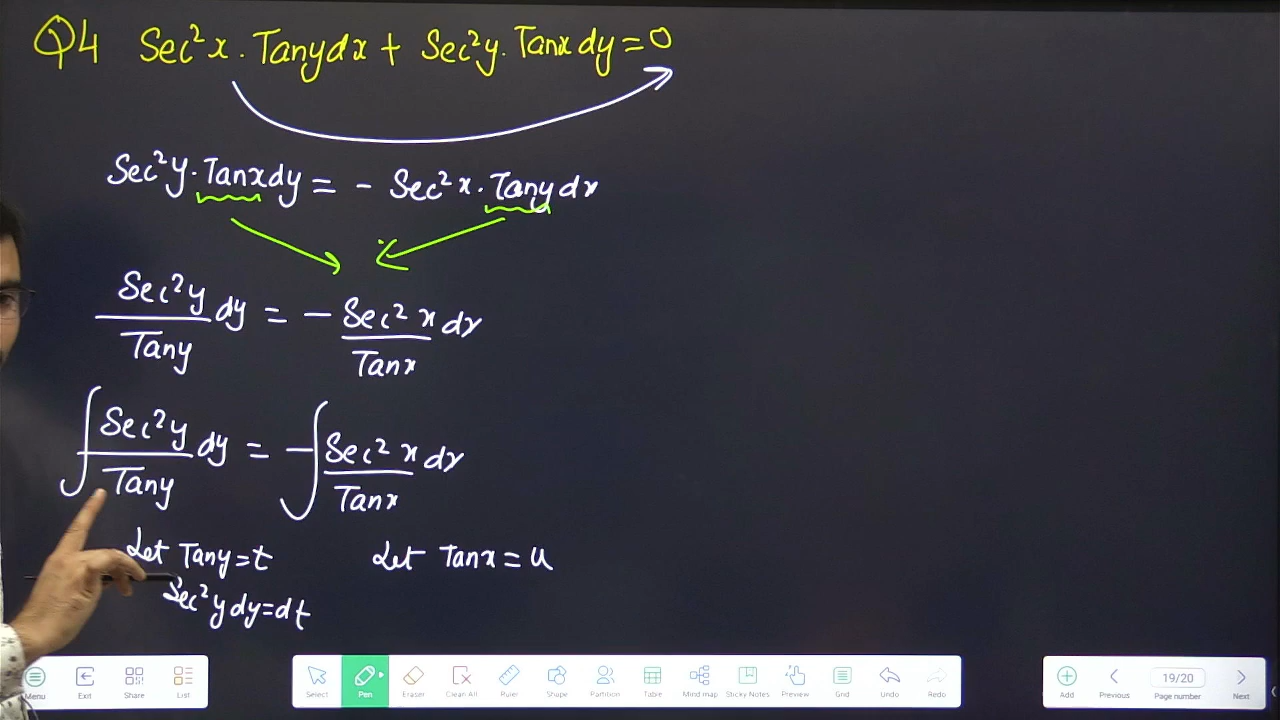 Q4 Sec²x . Tany dx + Sec²y . Tanx dy = 0
Sec²y . Tanx dy = - Sec²x . Tany dx
Sec²y/Tany dy = - Sec²x/Tanx dx
∫ Sec²y/Tany dy = - ∫ Sec²x/Tanx dx
Let Tany = t Let Tanx = u
Sec²y dy = dt
Menu Exit Share List Select Pen Eraser Clean All Ruler Shape Partition Table Mind map Sticky Notes Preview Grid Undo Redo Add Previous 19/20 Page number Next